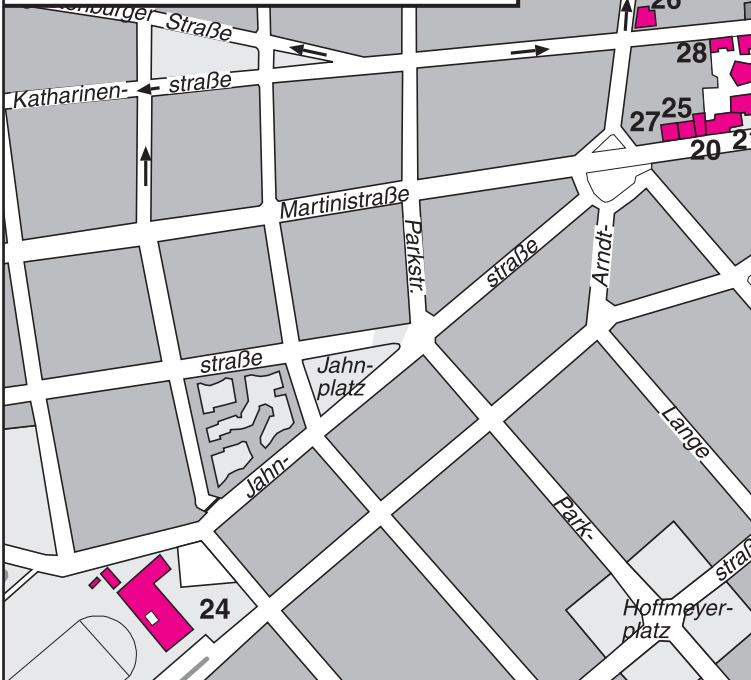 26
Straße
28
Katharinen- straße
25
27
20
Martinistraße
Parkstr.
straße
Arndt-
straße
Jahn-
platz
Lange
Jahn-
Park-
24
Hoffmeyer-
platz